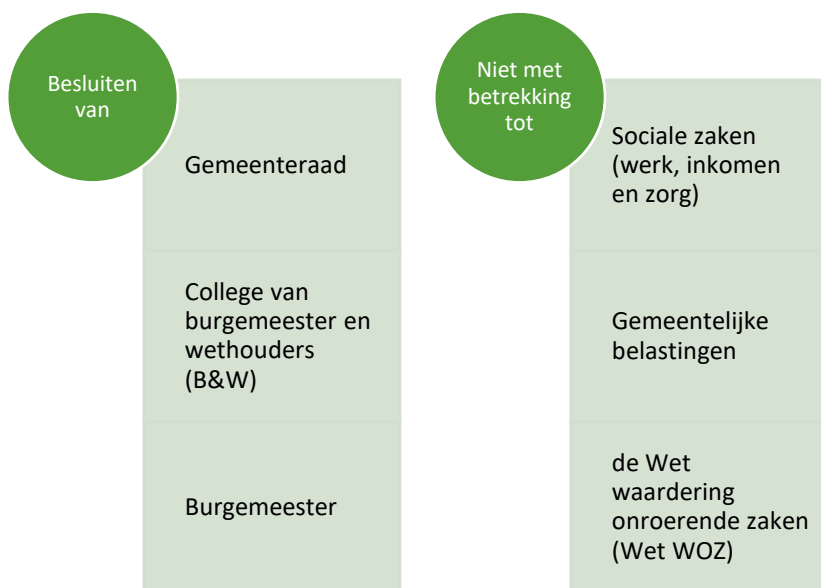 Besluiten
van
Gemeenteraad
College van
burgemeester en
wethouders
(B&W)
Burgemeester
Niet met
betrekking
tot
Sociale zaken
(werk, inkomen
en zorg)
Gemeentelijke
belastingen
de Wet
waardering
onroerende zaken
(Wet WOZ)